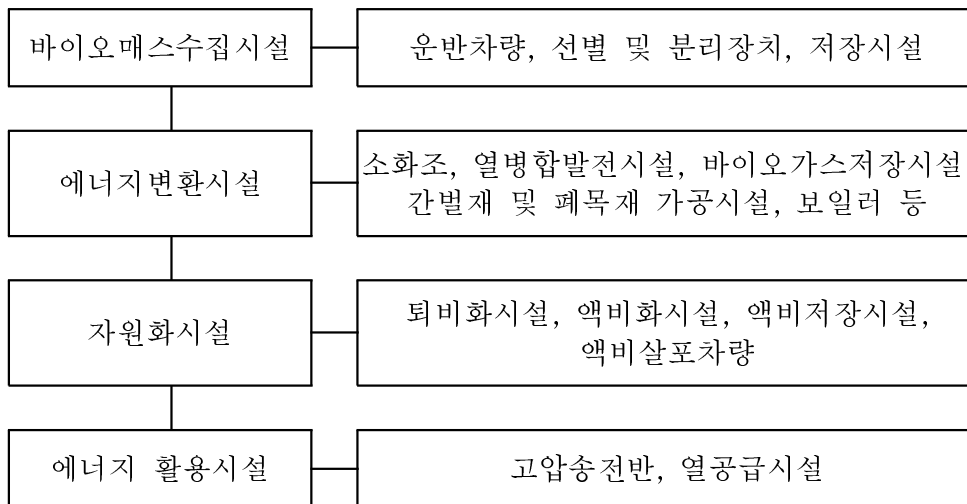 바이오매스수집시설
운반차량, 선별 및 분리장치, 저장시설
에너지변환시설
소화조, 열병합발전시설, 바이오가스저장시설
간벌재 및 폐목재 가공시설, 보일러 등
자원화시설
퇴비화시설, 액비화시설, 액비저장시설,
액비살포차량
에너지 활용시설
고압송전반, 열공급시설